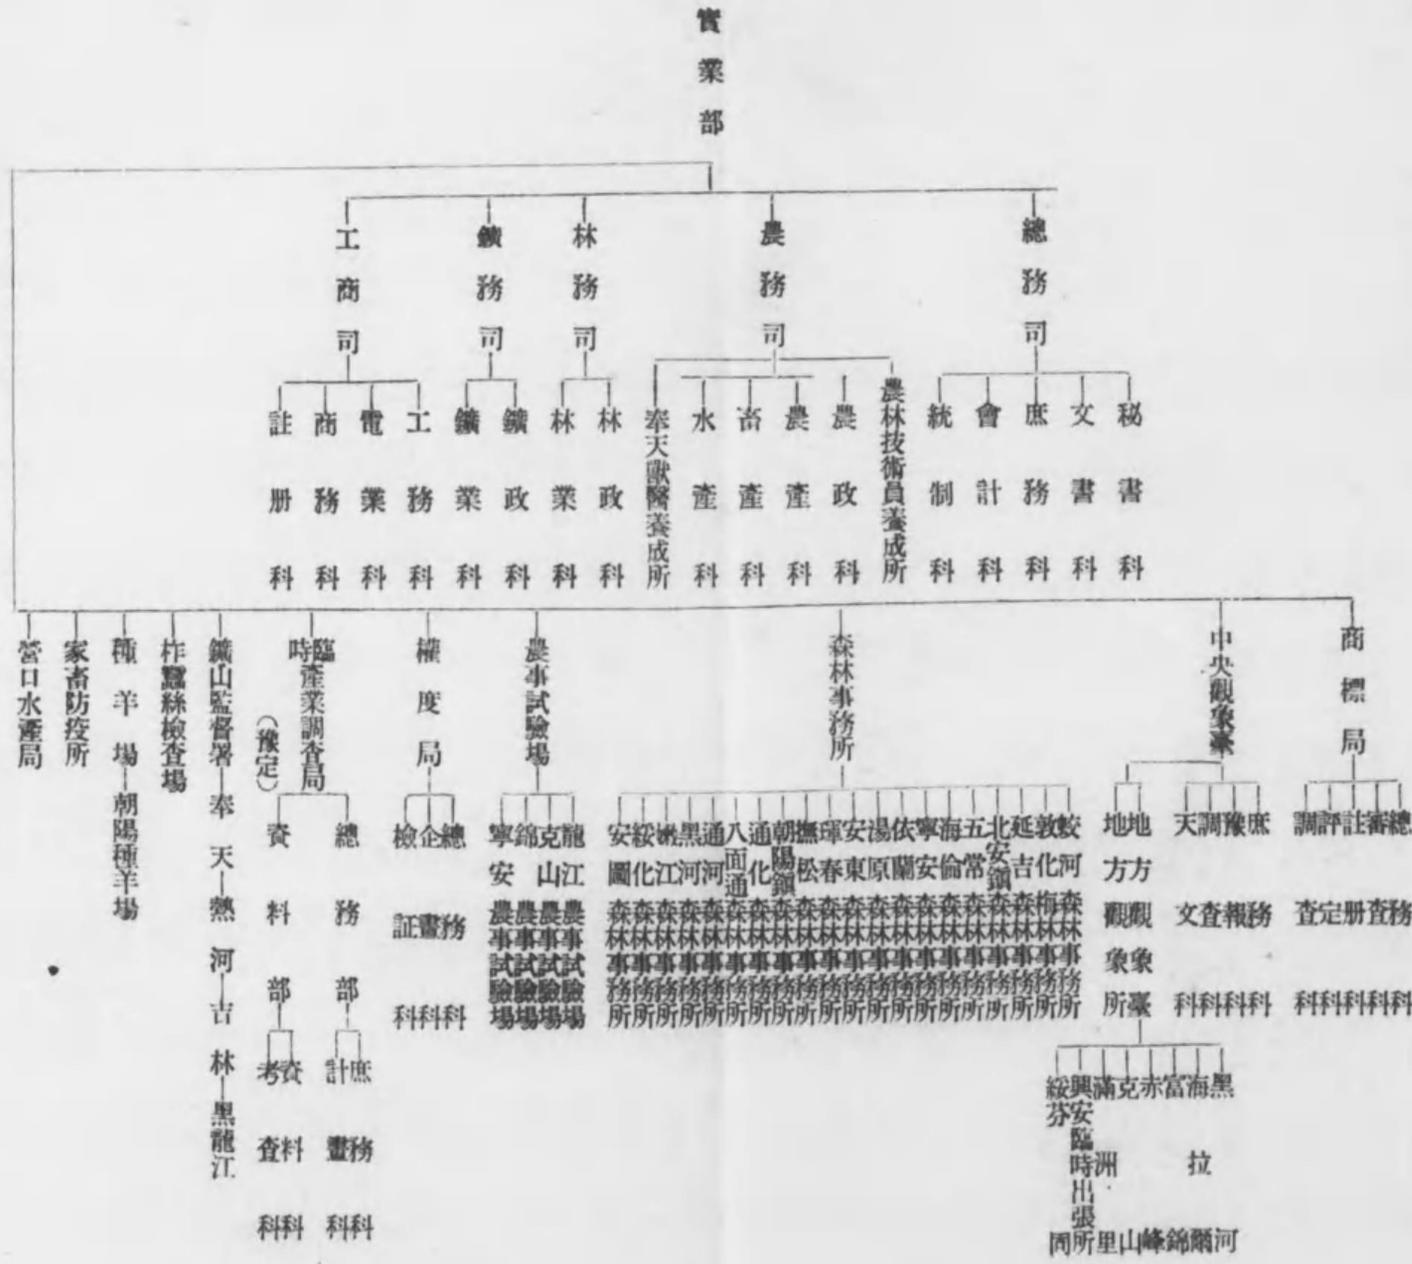 實業部
總務司
秘書科
文書科
庶務科
會計科
統制科
農務司
農林技術員養成所
農政科
農產科
畜產科
水產科
奉天獸醫養成所
林務司
林政科
林業科
鑛務司
鑛政科
鑛業科
工商司
工務科
電業科
商務科
註册科
商標局
總務科
審查科
註册科
評定科
調查科
中央觀象臺
庶務科
豫報科
調查科
天文科
地方觀象臺
黑河
海拉爾
富錦
赤峰
克山
滿洲里
興安臨時出張所
綏芬
地方觀象所
森林事務所
蛟河森林事務所
敦化
延吉森林事務所
北安鎭森林事務所
五常森林事務所
海倫森林事務所
寧安森林事務所
依蘭森林事務所
湯原森林事務所
安東森林事務所
琿春森林事務所
撫松森林事務所
朝陽鎭森林事務所
通化森林事務所
八面通森林事務所
通河森林事務所
黑河森林事務所
嫩江森林事務所
綏化森林事務所
安圖森林事務所
農事試驗場
龍江農事試驗場
克山農事試驗場
錦農事試驗場
寧安農事試驗場
權度局
總務科
企畫科
檢証科
臨時產業調查局
(豫定)
總務部
庶務科
計畫科
資料部
資料科
考查科
鑛山監督署—奉天—熱河—吉林—黑龍江
柞蠶絲檢查場
種羊場—朝陽種羊場
家畜防疫所
營口水產局